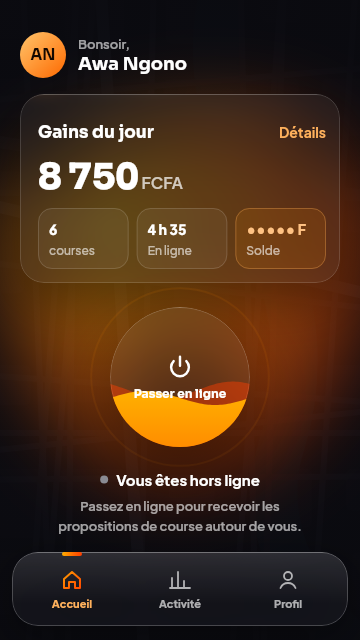 AN
Bonsoir,
Awa Ngono
Gains du jour
Détails
8 750 FCFA
6
courses
4 h 35
En ligne
●●●●● F
Solde
Passer en ligne
Vous êtes hors ligne
Passez en ligne pour recevoir les
propositions de course autour de vous.
Accueil
Activité
Profil